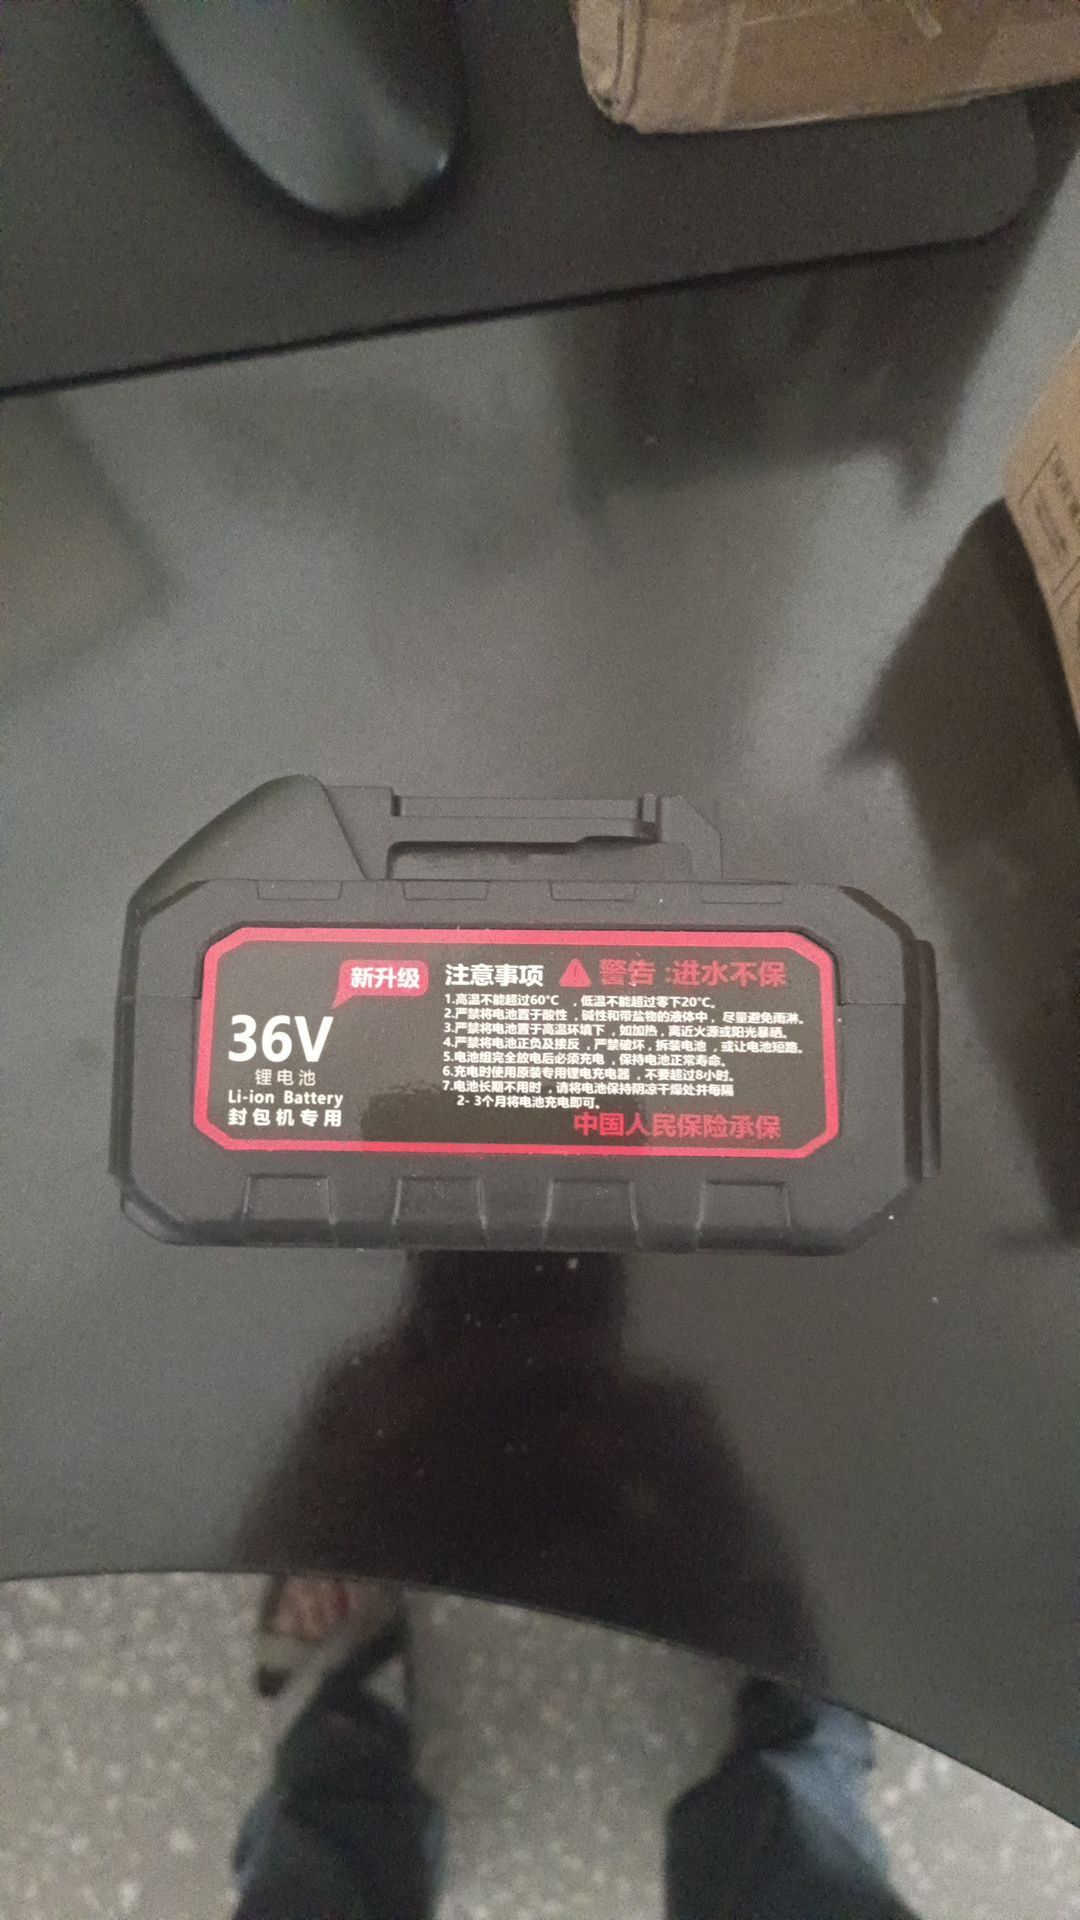 新升级
36V
锂电池
Li-ion Battery
封包机专用
注意事项 警告:进水不保
1.高温不能超过60℃ ,低温不能超过零下20℃。
2.严禁将电池置于酸性,碱性和带盐物的液体中,尽量避免雨淋。
3.严禁将电池置于高温环境下,如加热,离近火源或阳光暴晒。
4.严禁将电池正负及接反,严禁破坏,拆装电池,或让电池短路。
5.电池组完全放电后必须充电,保持电池正常寿命。
6.充电时使用原装专用锂电充电器,不要超过8小时。
7.电池长期不用时,请将电池保持阴凉干燥处并每隔
2-3个月将电池充电即可。
中国人民保险承保